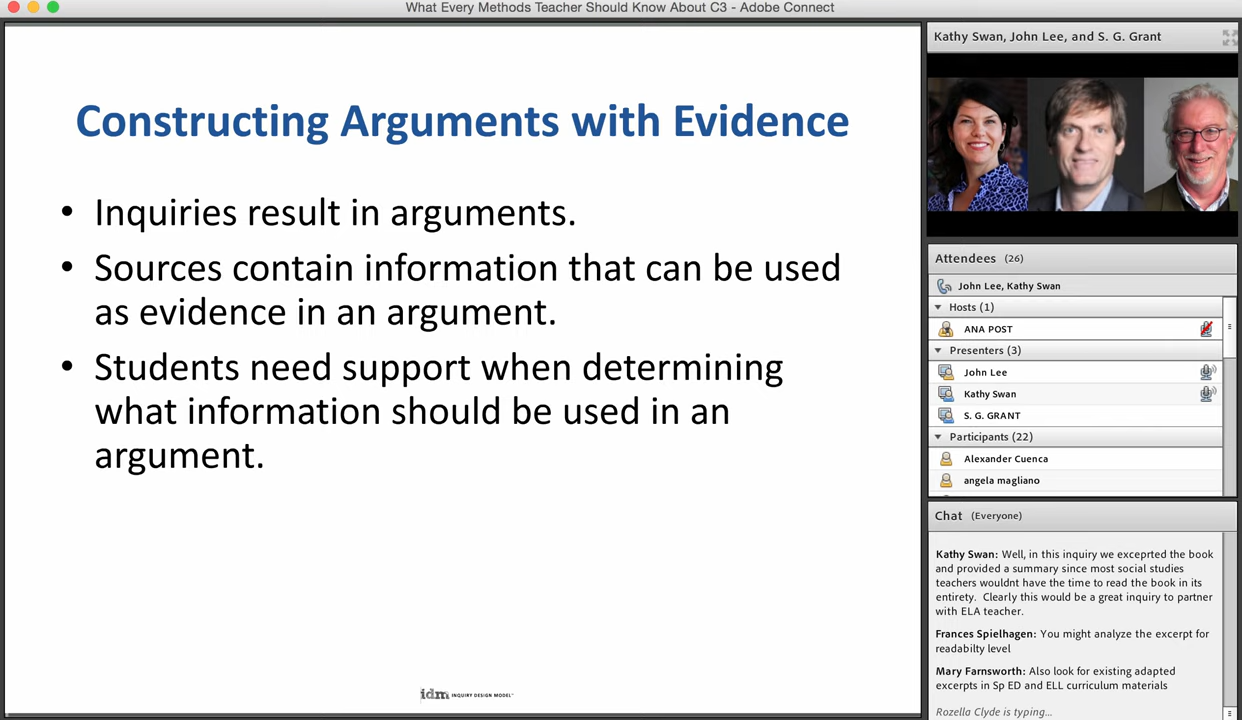 What Every Methods Teacher Should Know About C3 - Adobe Connect
Constructing Arguments with Evidence
• Inquiries result in arguments.
• Sources contain information that can be used
as evidence in an argument.
• Students need support when determining
what information should be used in an
argument.
idm INQUIRY DESIGN MODEL™
Kathy Swan, John Lee, and S. G. Grant
Attendees (26)
John Lee, Kathy Swan
Hosts (1)
ANA POST
Presenters (3)
John Lee
Kathy Swan
S. G. GRANT
Participants (22)
Alexander Cuenca
angela magliano
Chat (Everyone)
Kathy Swan: Well, in this inquiry we exceprted the book
and provided a summary since most social studies
teachers wouldnt have the time to read the book in its
entirety. Clearly this would be a great inquiry to partner
with ELA teacher.
Frances Spielhagen: You might analyze the excerpt for
readabilty level
Mary Farnsworth: Also look for existing adapted
excerpts in Sp ED and ELL curriculum materials
Rozella Clyde is typing...